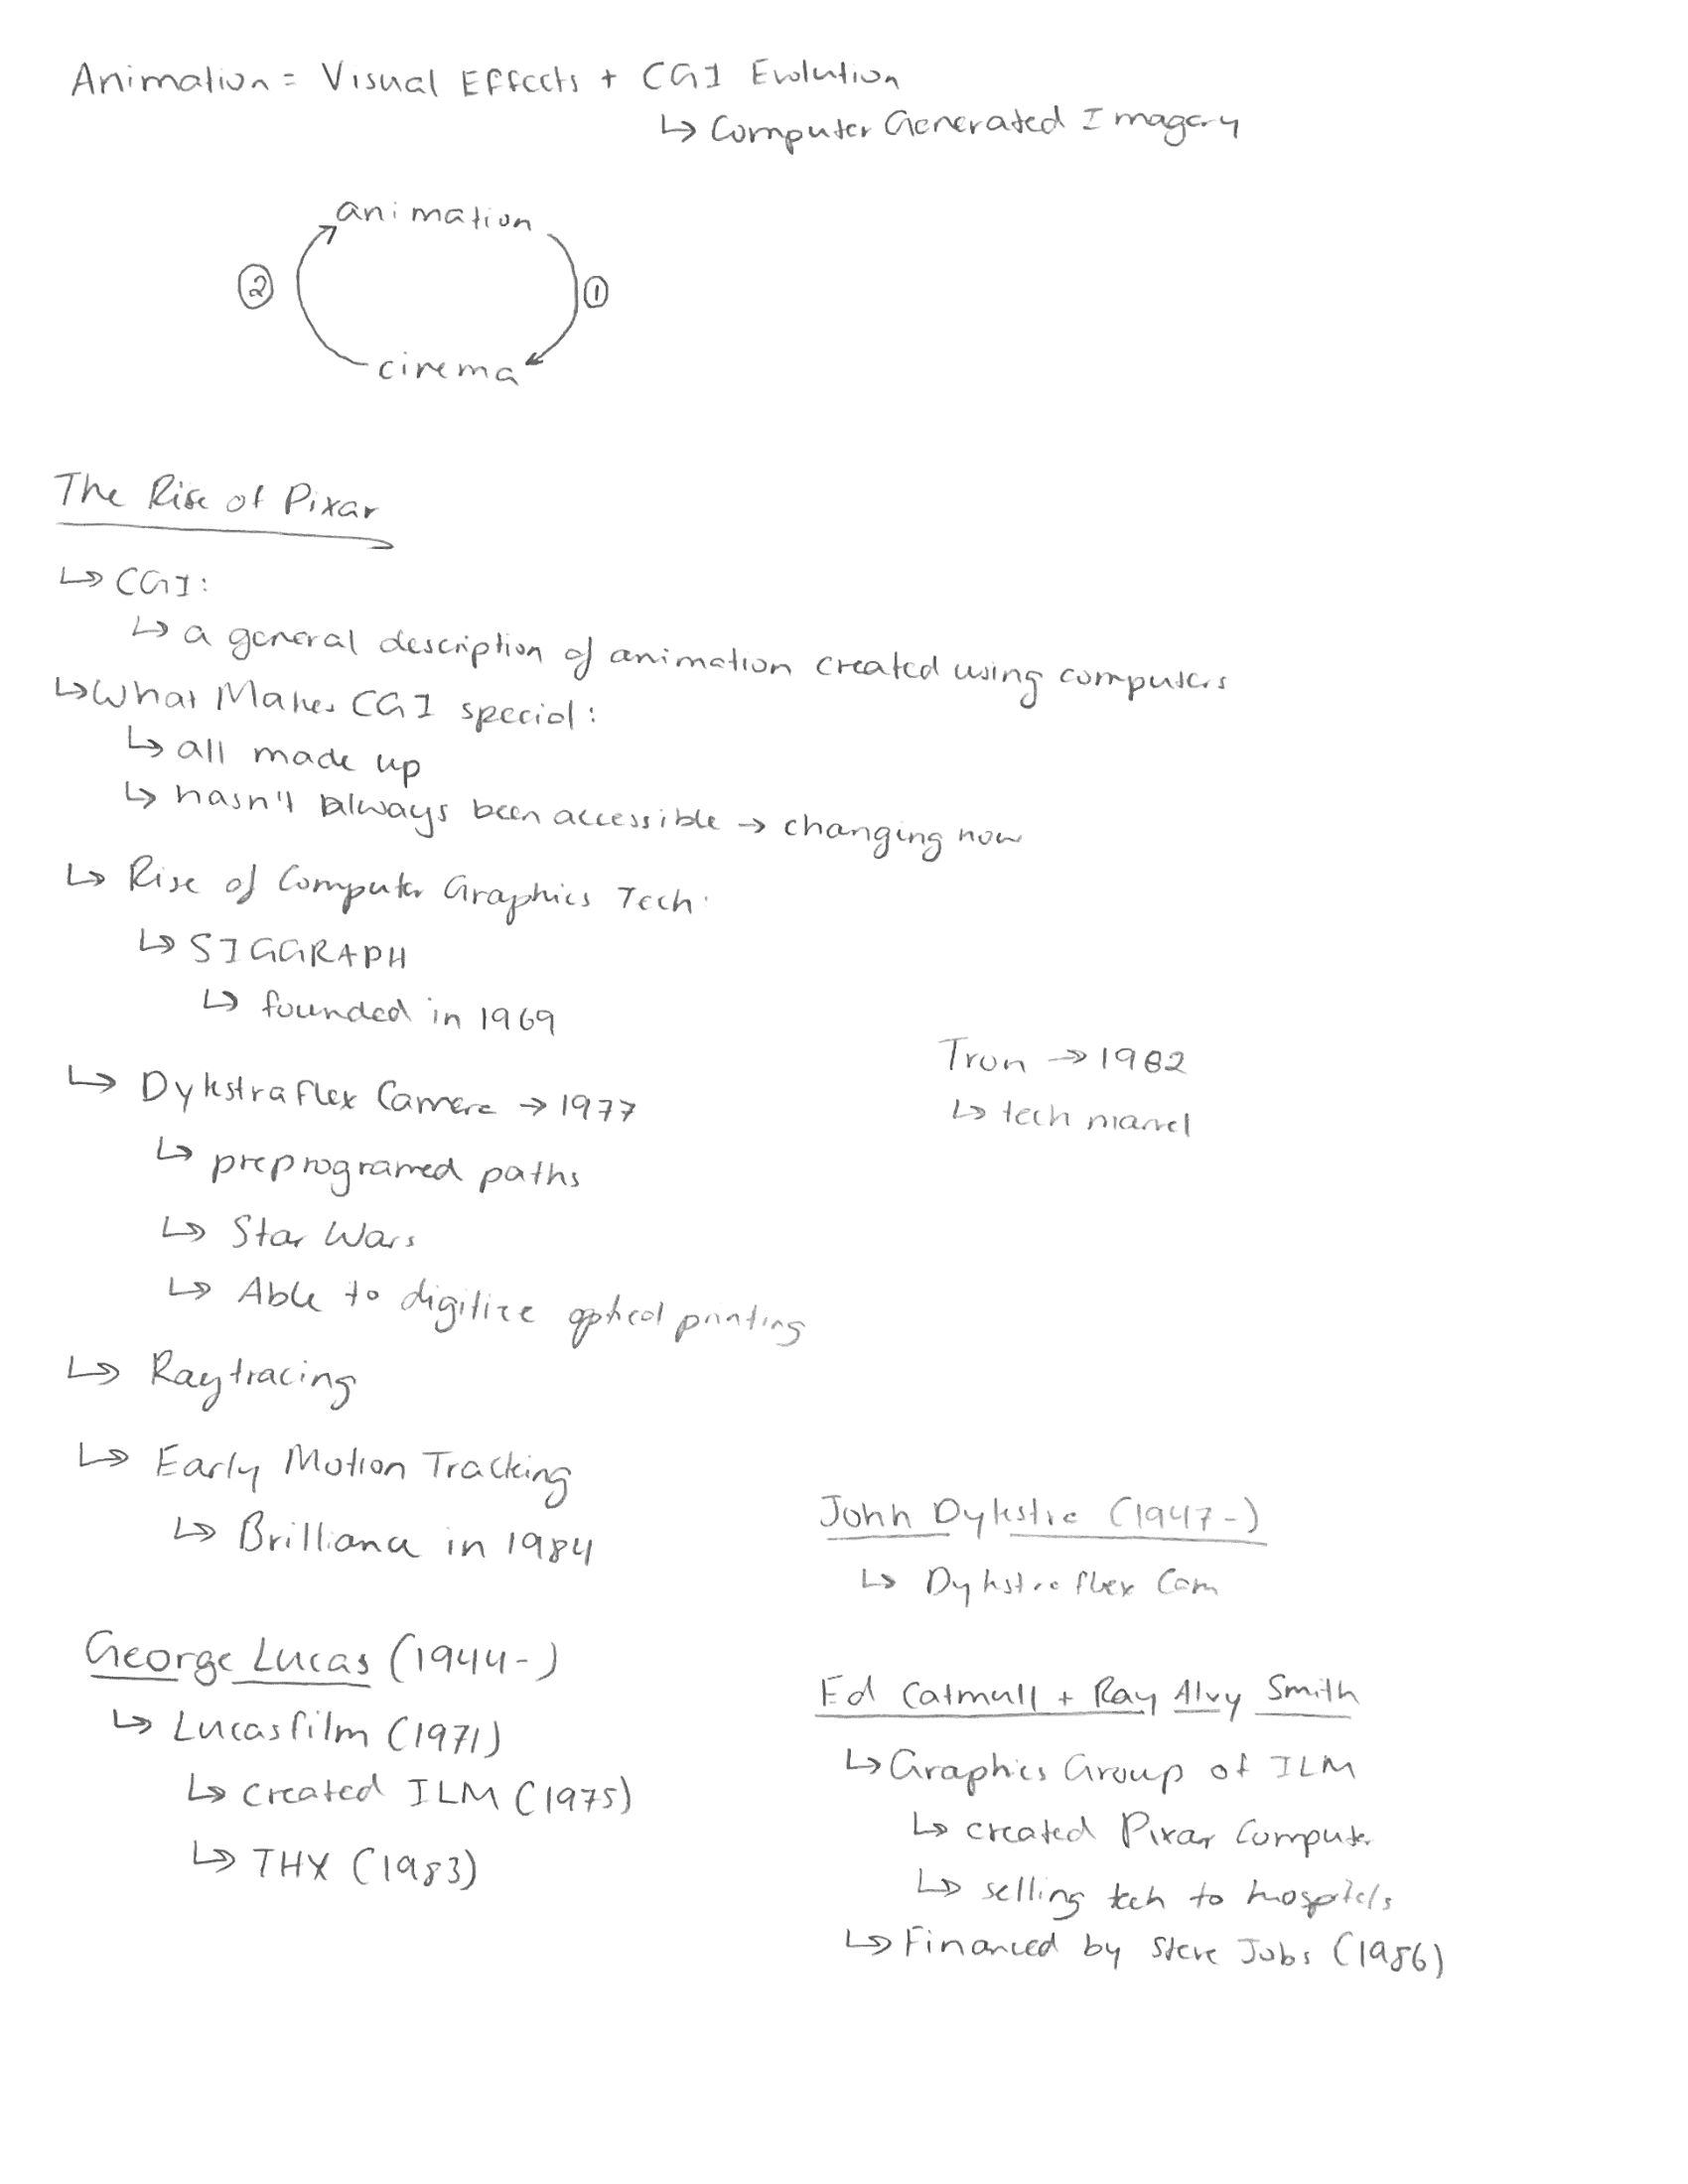 Animation = Visual Effects + CGI Evolution
↳ Computer Generated Imagery
animation
② ①
cinema
The Rise of Pixar
↳ CGI:
↳ a general description of animation created using computers
↳ What Makes CGI special:
↳ all made up
↳ hasn't always been accessible → changing now
↳ Rise of Computer Graphics Tech:
↳ SIGGRAPH
↳ founded in 1969
Tron → 1982
↳ tech marvel
↳ Dykstraflex Camera → 1977
↳ preprogramed paths
↳ Star Wars
↳ Able to digitize optical printing
↳ Raytracing
↳ Early Motion Tracking
↳ Brilliance in 1984
John Dykstra (1947-)
↳ Dykstraflex Cam
George Lucas (1944-)
↳ Lucasfilm (1971)
↳ created ILM (1975)
↳ THX (1983)
Ed Catmull + Ray Alvy Smith
↳ Graphics Group of ILM
↳ created Pixar Computer
↳ selling tech to hospitals
↳ Financed by Steve Jobs (1986)